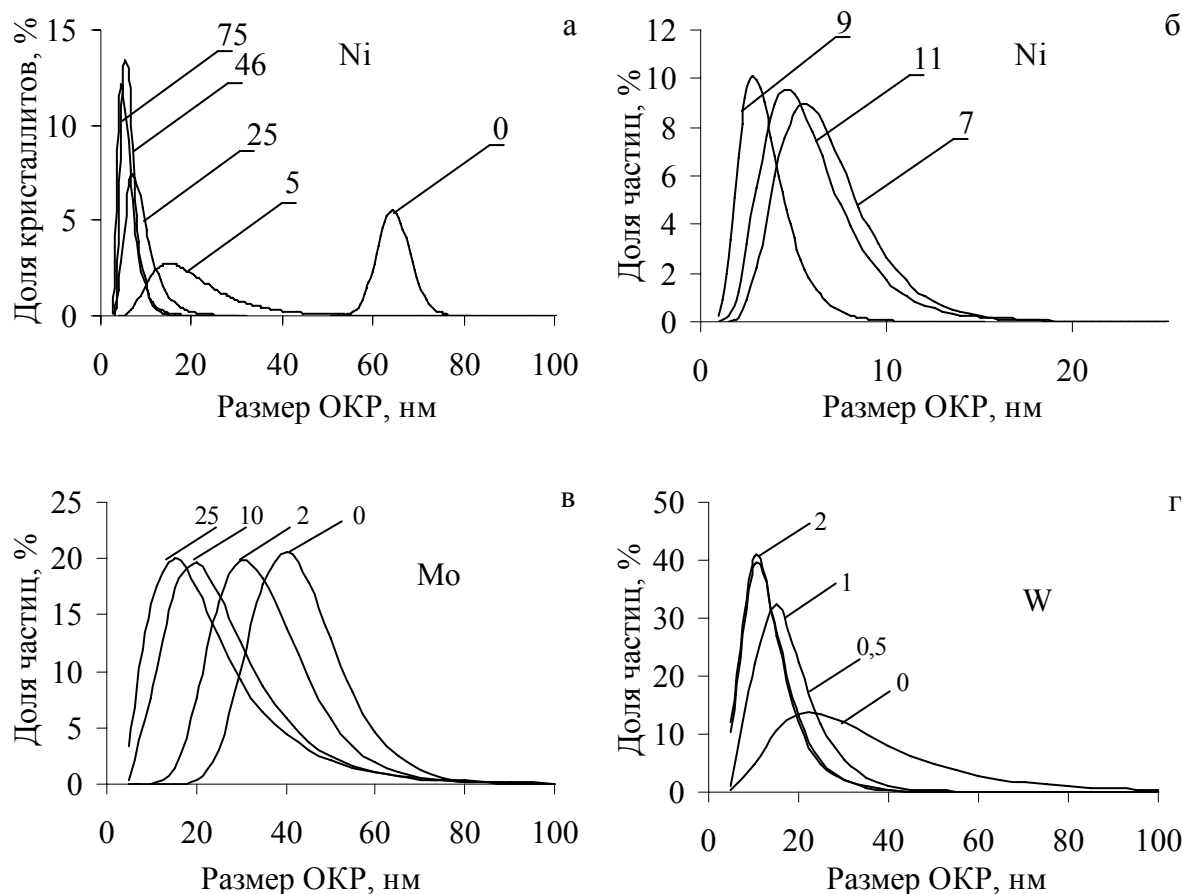 а
Ni
Доля кристаллитов, %
15
10
5
0
75
46
25
5
0
0 20 40 60 80 100
Размер ОКР, нм
б
Ni
Доля частиц, %
12
10
8
6
4
2
0
9
11
7
0 10 20
Размер ОКР, нм
в
Mo
Доля частиц, %
25
20
15
10
5
0
25 10 2 0
0 20 40 60 80 100
Размер ОКР, нм
г
W
Доля частиц, %
50
40
30
20
10
0
2
1
0,5
0
0 20 40 60 80 100
Размер ОКР, нм